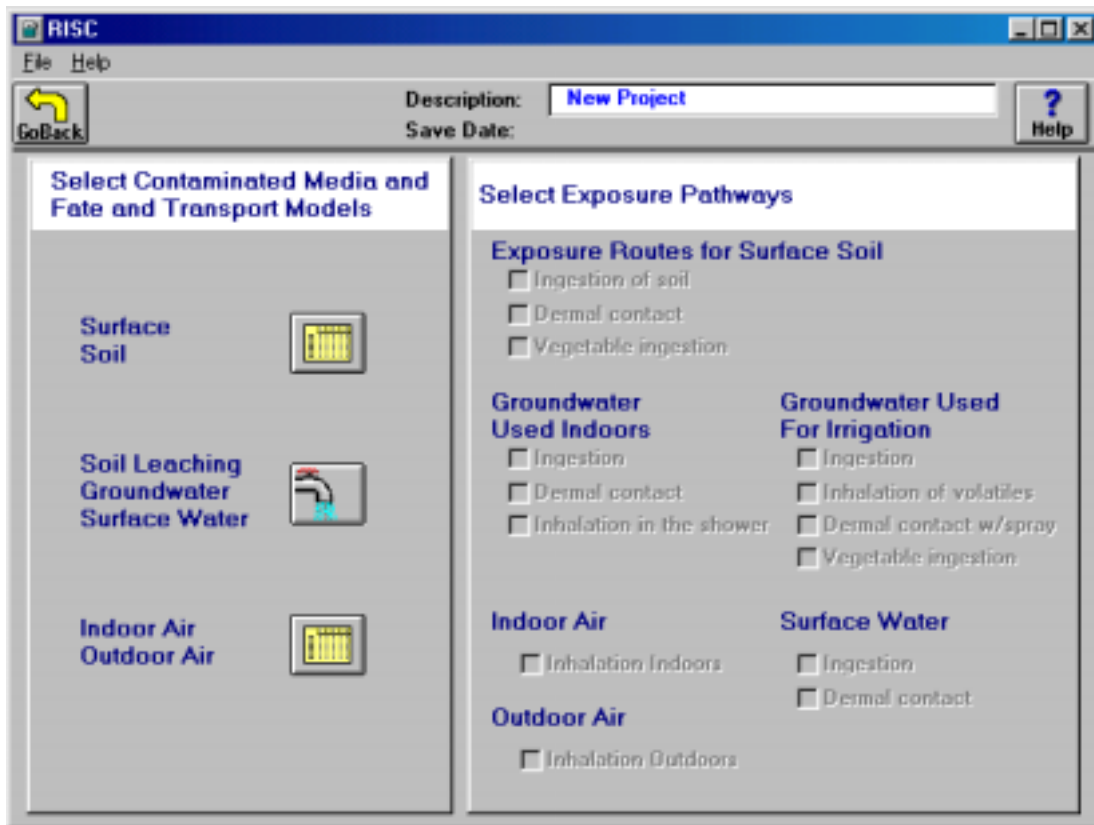 RISC
File Help
GoBack
Description: New Project
Save Date:
? Help
Select Contaminated Media and
Fate and Transport Models
Surface
Soil
Soil Leaching
Groundwater
Surface Water
Indoor Air
Outdoor Air
Select Exposure Pathways
Exposure Routes for Surface Soil
Ingestion of soil
Dermal contact
Vegetable ingestion
Groundwater
Used Indoors
Ingestion
Dermal contact
Inhalation in the shower
Groundwater Used
For Irrigation
Ingestion
Inhalation of volatiles
Dermal contact w/spray
Vegetable ingestion
Indoor Air
Inhalation Indoors
Surface Water
Ingestion
Dermal contact
Outdoor Air
Inhalation Outdoors